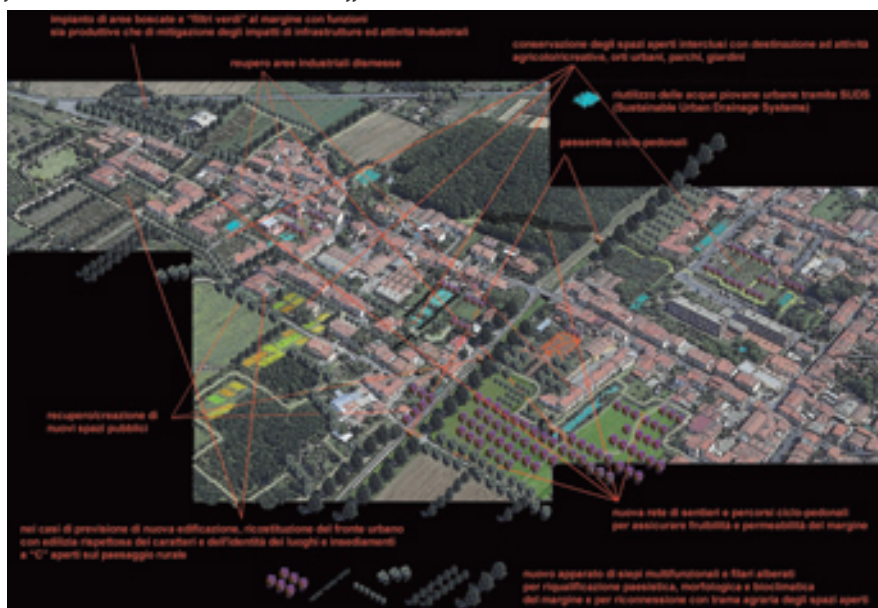 impianto di aree boscate e "filtri verdi" al margine con funzioni
sia produttive che di mitigazione degli impatti di infrastrutture ed attività industriali
reupero aree industriali dismesse
conservazione degli spazi aperti interclusi con destinazione ad attività
agricolo/creative, orti urbani, parchi, giardini
riutilizzo delle acque piovane urbane tramite SUDS
(Sustainable Urban Drainage Systems)
passerelle ciclo-pedonali
recupero/creazione di
nuovi spazi pubblici
nuova rete di sentieri e percorsi ciclo-pedonali
per assicurare fruibilità e permeabilità del margine
nei casi di previsione di nuova edificazione, ricostituzione del fronte urbano
con edilizia rispettosa dei caratteri e dell'identità dei luoghi e insediamenti
a "C" aperti sul paesaggio rurale
nuovo apparato di siepi multifunzionali e filari alberati
per riqualificazione paesistica, morfologica e bioclimatica
del margine e per riconnessione con trama agraria degli spazi aperti